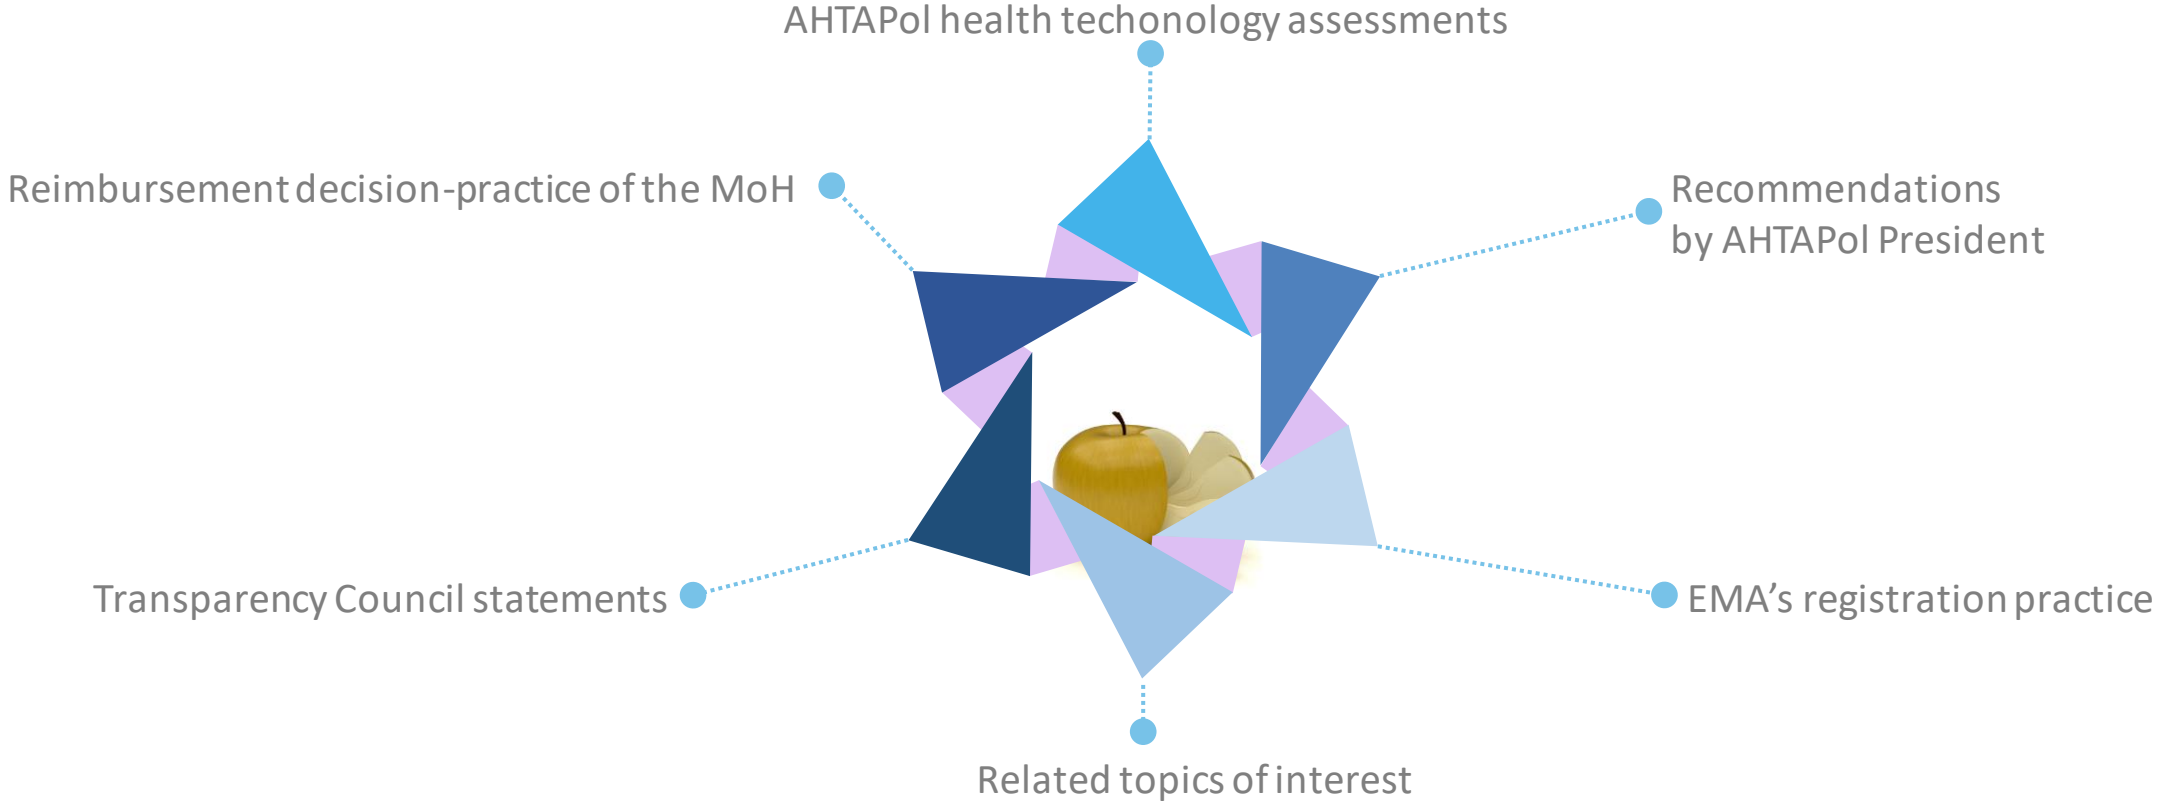 AHTAPol health techonology assessments
Reimbursement decision-practice of the MoH
Recommendations
by AHTAPol President
Transparency Council statements
EMA’s registration practice
Related topics of interest